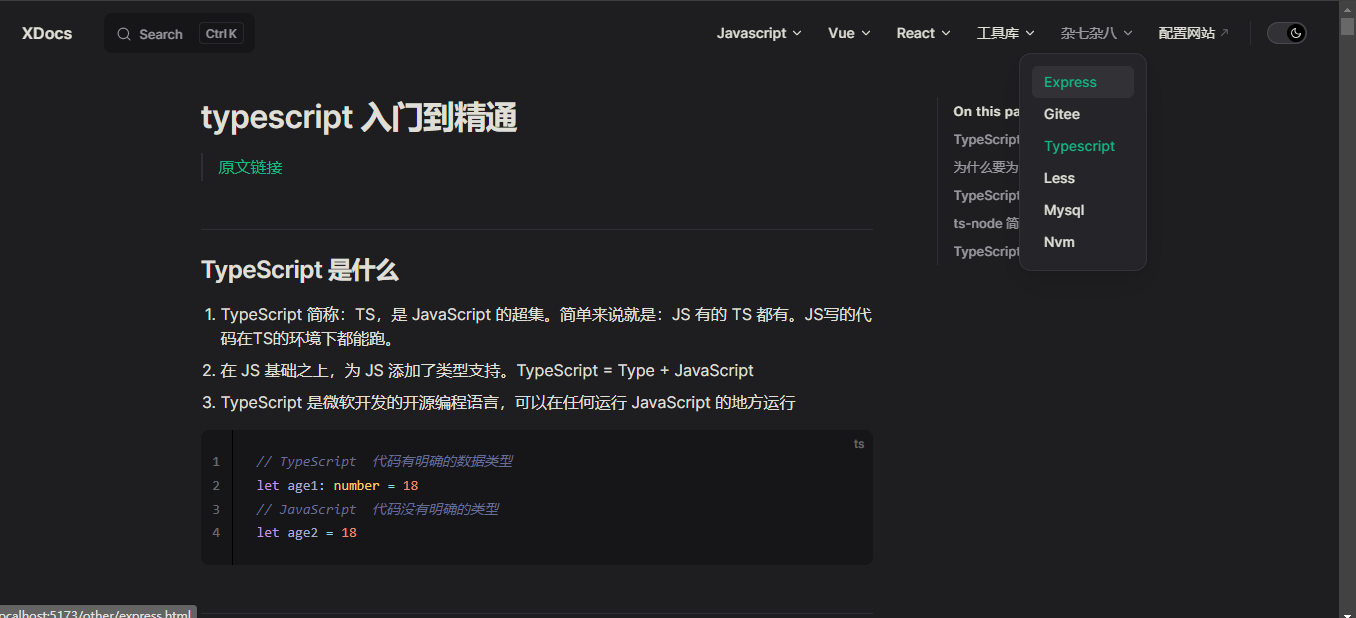 XDocs
Search Ctrl K
Javascript
Vue
React
工具库
杂七杂八
配置网站
Express
Gitee
Typescript
Less
Mysql
Nvm
typescript 入门到精通
原文链接
TypeScript 是什么
1. TypeScript 简称：TS，是 JavaScript 的超集。简单来说就是：JS 有的 TS 都有。JS写的代
码在TS的环境下都能跑。
2. 在 JS 基础之上，为 JS 添加了类型支持。TypeScript = Type + JavaScript
3. TypeScript 是微软开发的开源编程语言，可以在任何运行 JavaScript 的地方运行
ts
1 // TypeScript 代码有明确的数据类型
2 let age1: number = 18
3 // JavaScript 代码没有明确的类型
4 let age2 = 18
On this pa
TypeScript
为什么要为
TypeScript
ts-node 简
TypeScript
ocalhost:5173/other/express.html